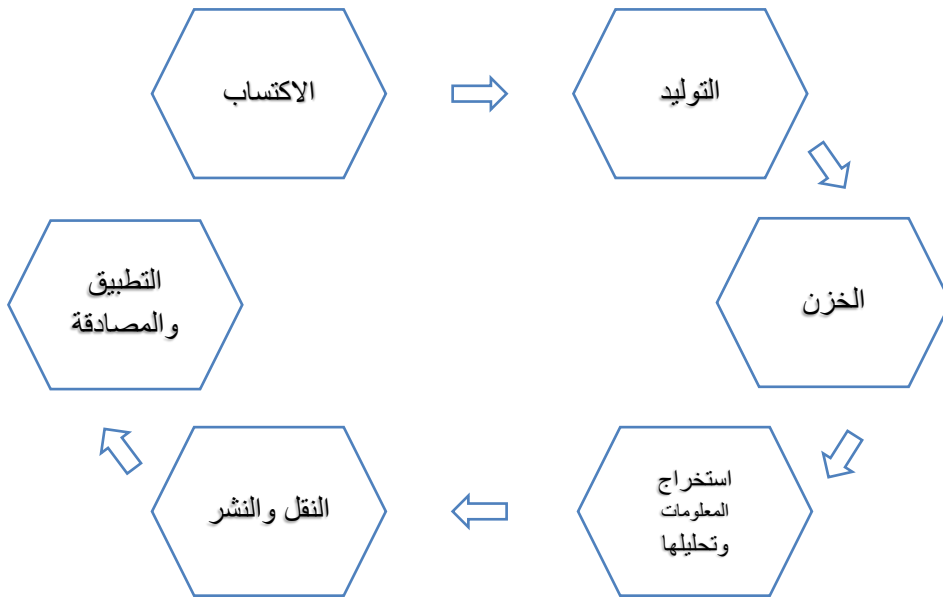 الاكتساب
التوليد
الخزن
استخراج
المعلومات
وتحليلها
النقل والنشر
التطبيق
والمصادقة